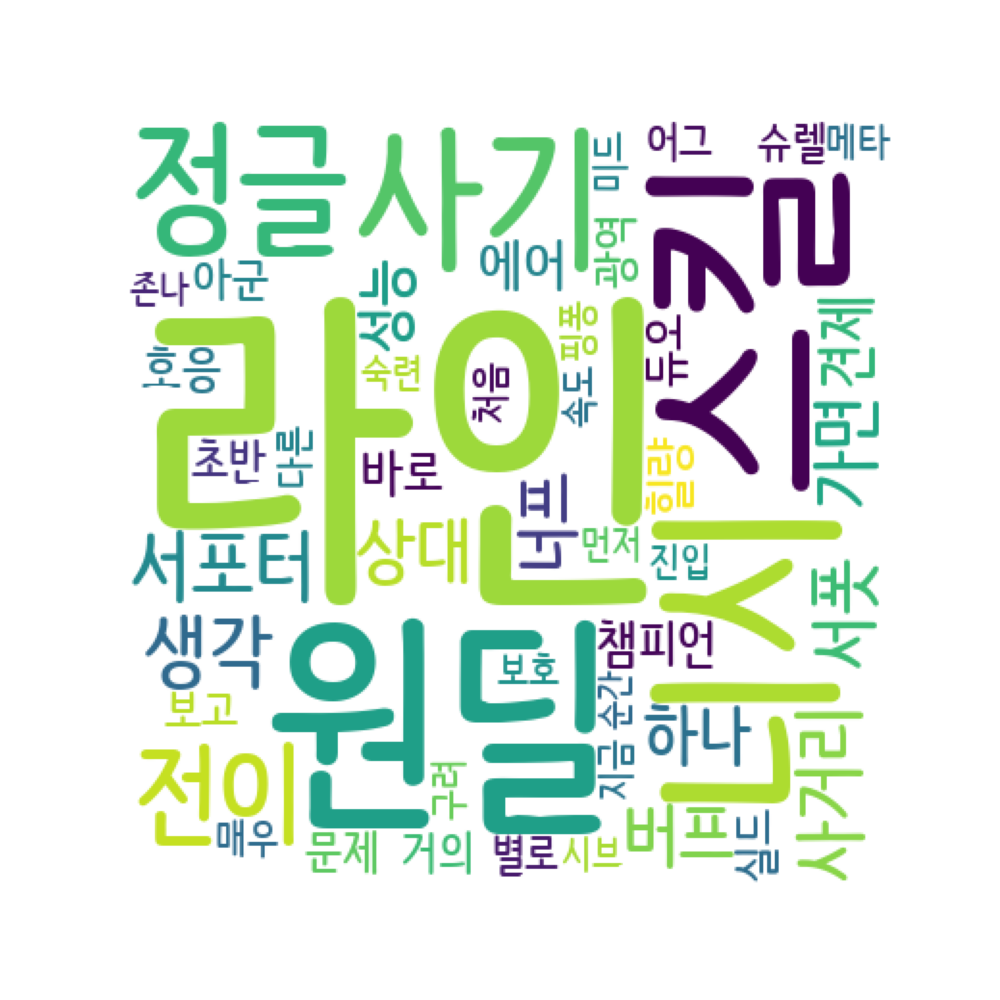 정글
사기
미드
어그
슈렐
메타
스킬
존나
아군
성능
에어
광역
호응
라인
숙련
처음
핑퐁
속도
듀오
견제
가면
초반
다른
바로
힐량
서포터
상대
너프
먼저
진입
니시
서폿
생각
원딜
보호
챔피언
순간
보고
하나
전이
구려
지금
사거리
매우
문제
거의
별로
시브
버프
실드